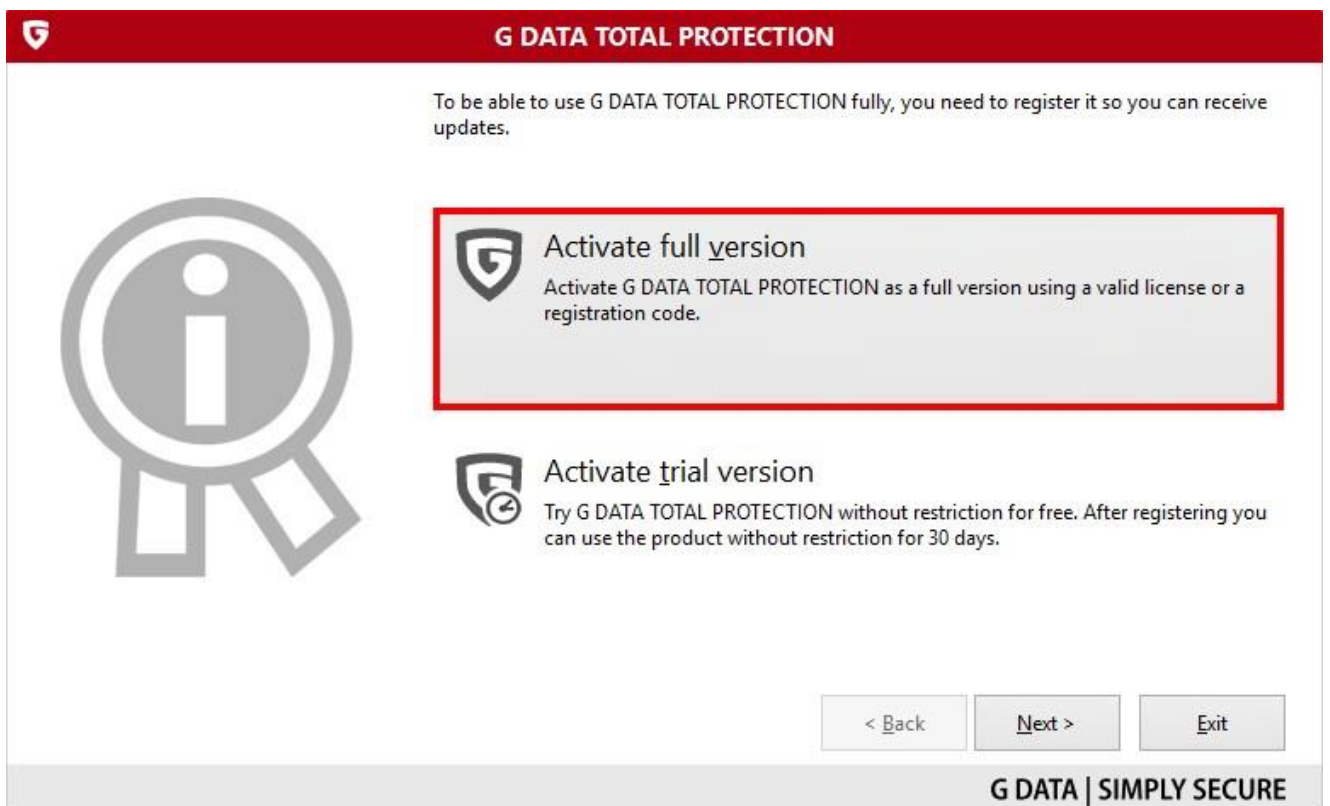 G DATA TOTAL PROTECTION
To be able to use G DATA TOTAL PROTECTION fully, you need to register it so you can receive
updates.
Activate full version
Activate G DATA TOTAL PROTECTION as a full version using a valid license or a
registration code.
Activate trial version
Try G DATA TOTAL PROTECTION without restriction for free. After registering you
can use the product without restriction for 30 days.
< Back
Next >
Exit
G DATA | SIMPLY SECURE